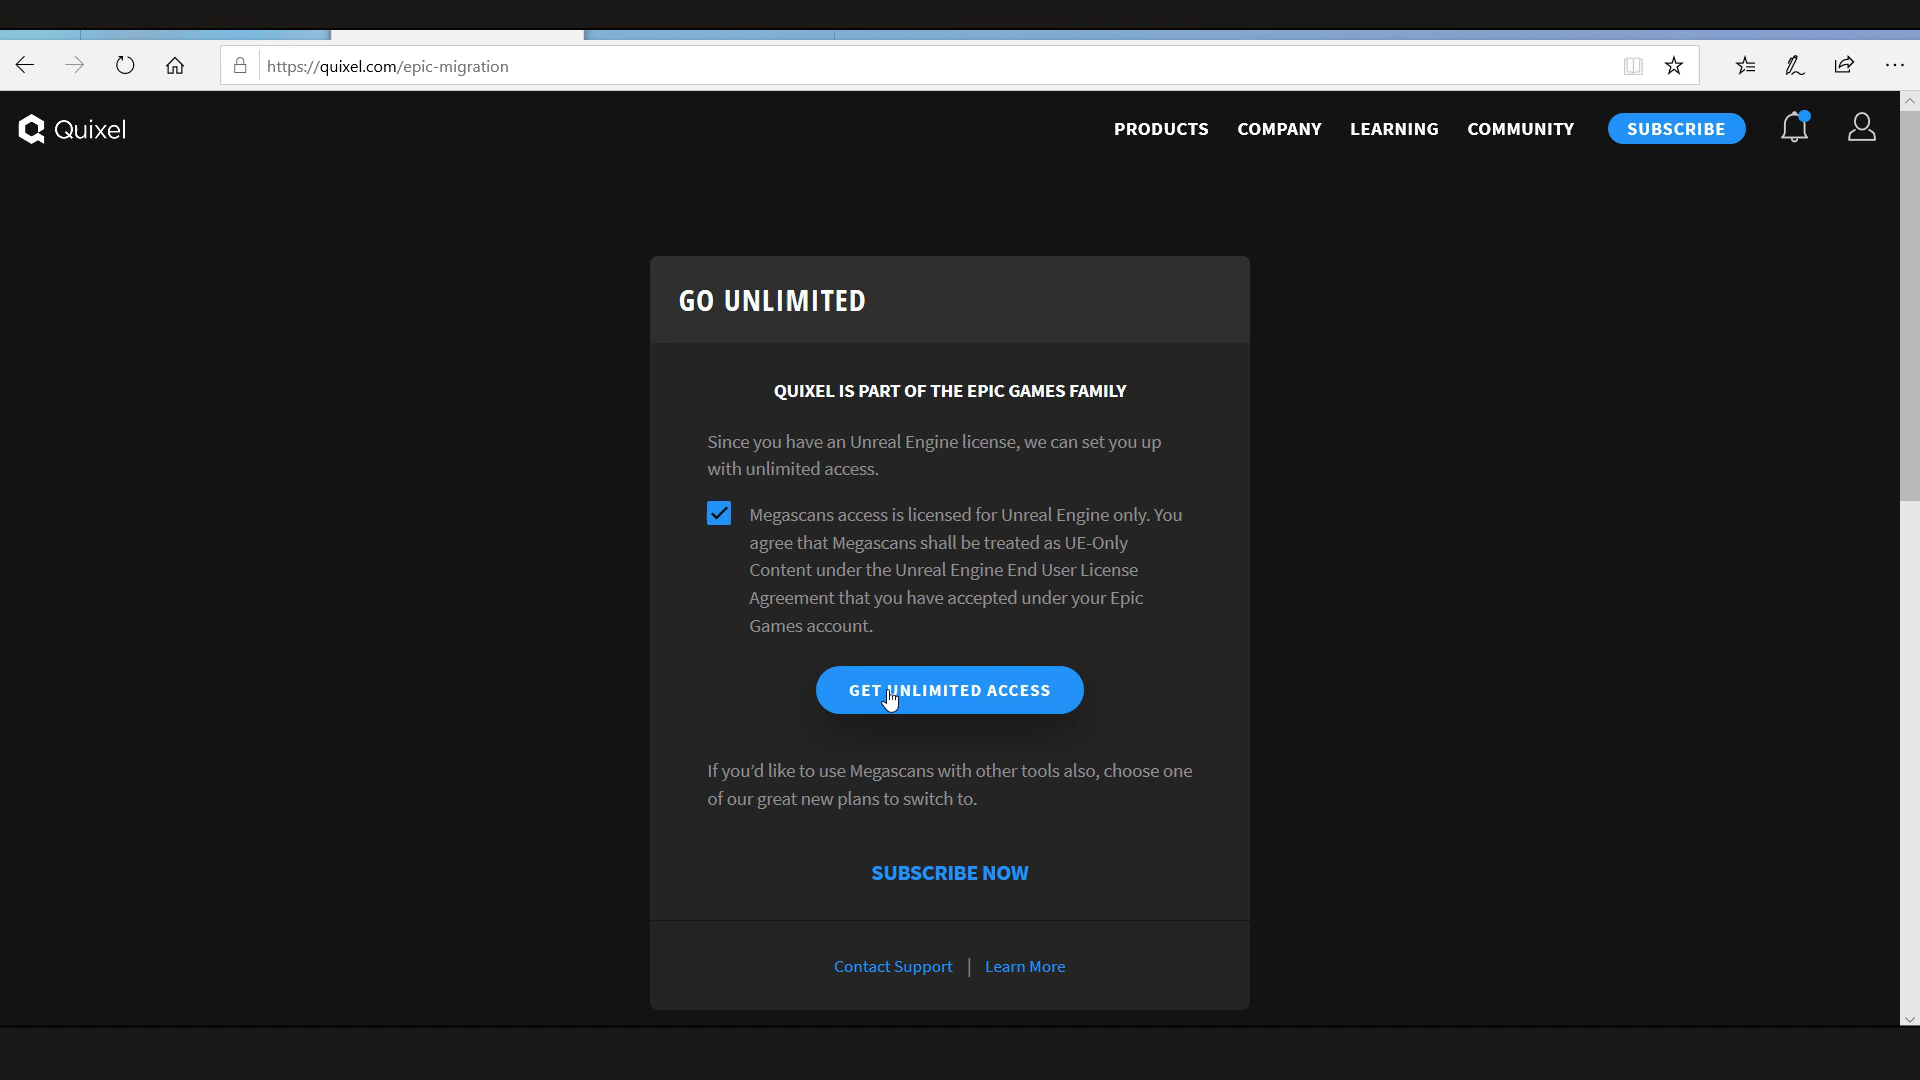 https://quixel.com/epic-migration
Quixel
PRODUCTS COMPANY LEARNING COMMUNITY SUBSCRIBE
GO UNLIMITED
QUIXEL IS PART OF THE EPIC GAMES FAMILY
Since you have an Unreal Engine license, we can set you up
with unlimited access.
Megascans access is licensed for Unreal Engine only. You
agree that Megascans shall be treated as UE-Only
Content under the Unreal Engine End User License
Agreement that you have accepted under your Epic
Games account.
GET UNLIMITED ACCESS
If you’d like to use Megascans with other tools also, choose one
of our great new plans to switch to.
SUBSCRIBE NOW
Contact Support | Learn More